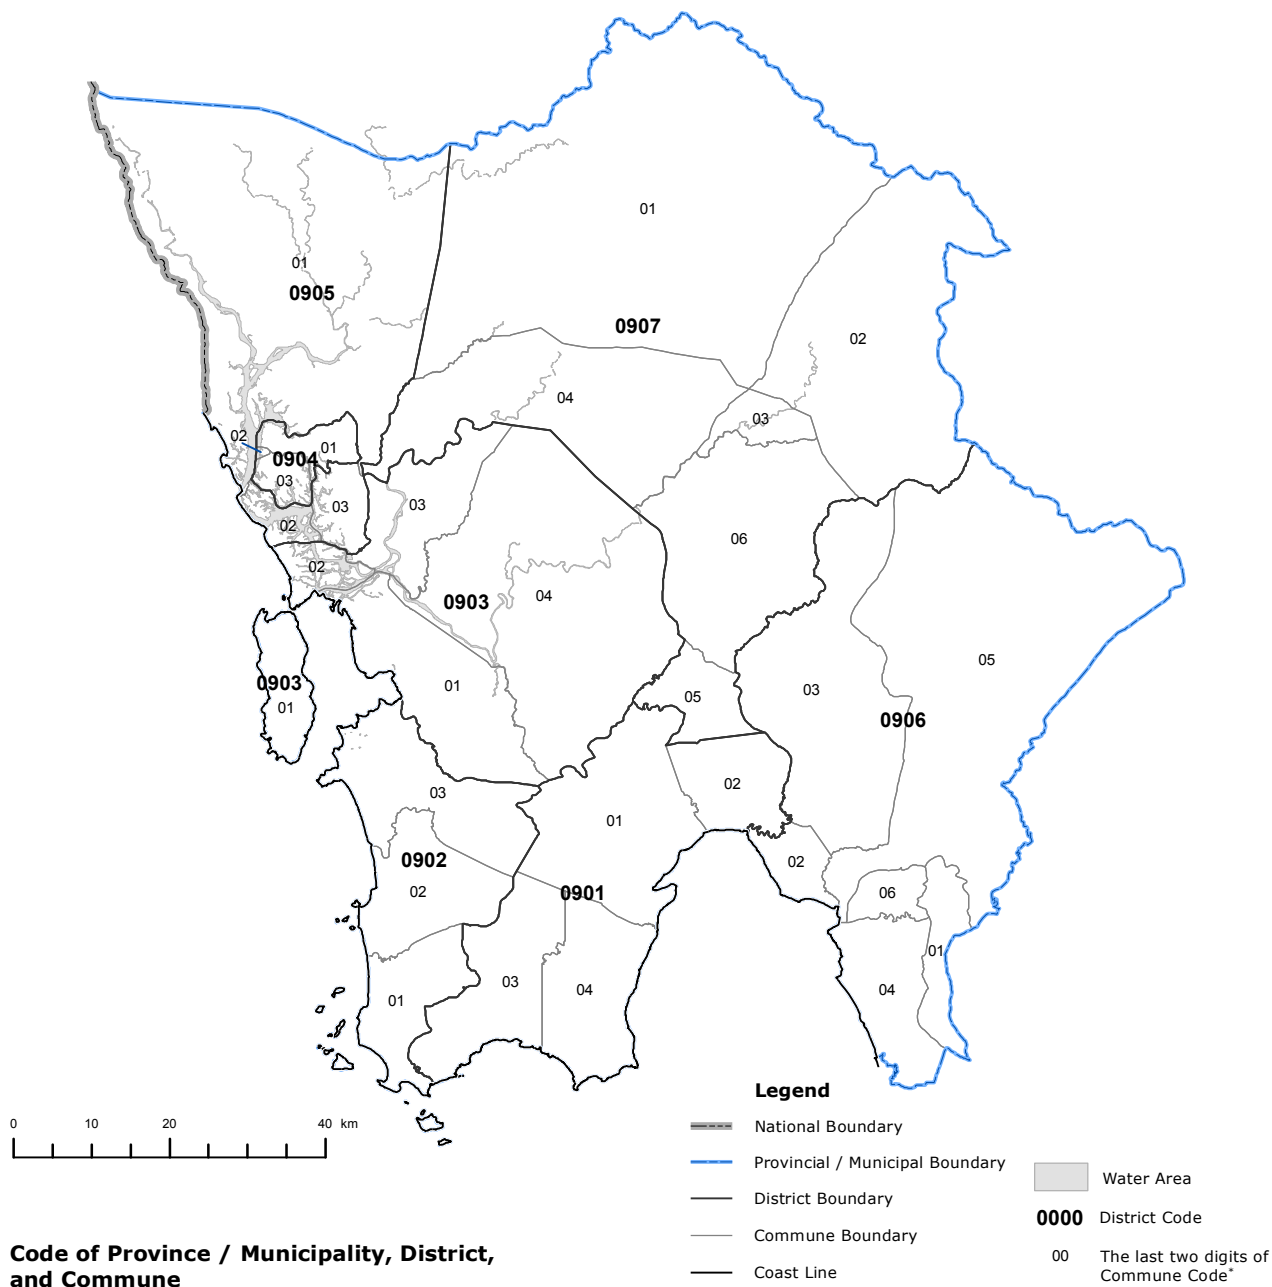 01
01
0905
0907
02
04
03
02
01
0904
03
03
03
02
06
02
0903
04
05
0903
01
01
05
03
0906
03
02
01
0902
02
02
0901
06
01
03
04
04
01
Legend
National Boundary
Provincial / Municipal Boundary
District Boundary
Commune Boundary
Coast Line
Water Area
0000 District Code
00 The last two digits of
Commune Code*
0 10 20 40 km
Code of Province / Municipality, District,
and Commune